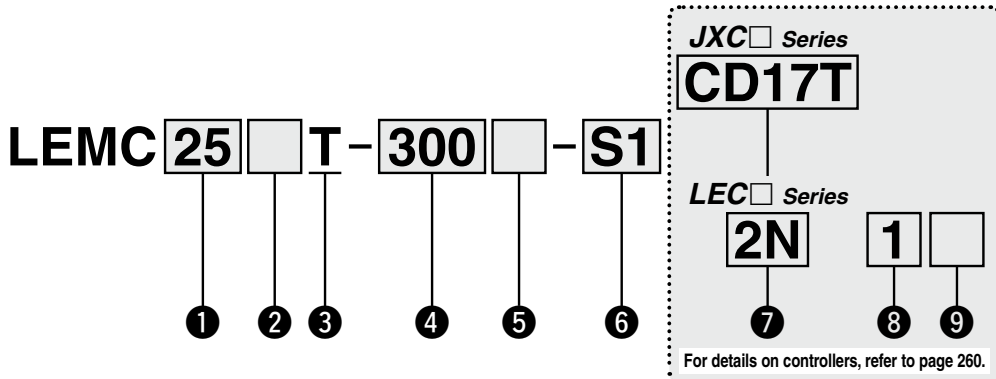 JXC□ Series
CD17T
LEMC 25 □ T – 300 □ – S1
LEC□ Series
2N 1 □
❶ ❷ ❸ ❹ ❺ ❻ ❼ ❽ ❾
For details on controllers, refer to page 260.